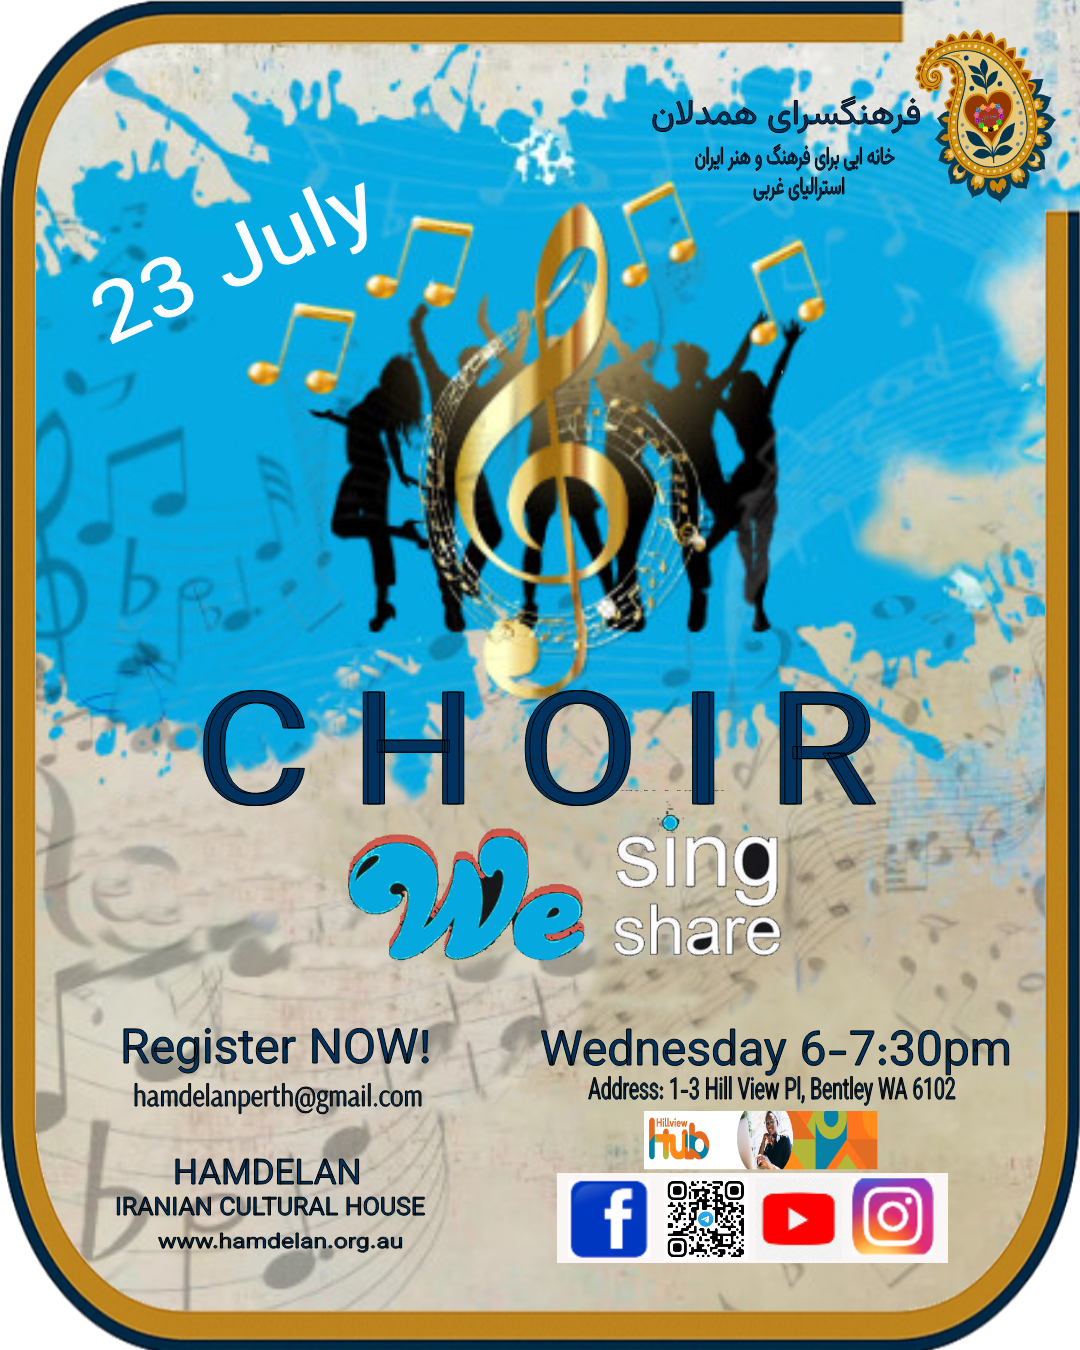 فرهنگسرای همدلان
خانه ایی برای فرهنگ و هنر ایران
استرالیای غربی
23 July
CHOIR
We sing
share
Register NOW!
hamdelanperth@gmail.com
Wednesday 6-7:30pm
Address: 1-3 Hill View Pl, Bentley WA 6102
Hillview
Hub
HAMDELAN
IRANIAN CULTURAL HOUSE
www.hamdelan.org.au